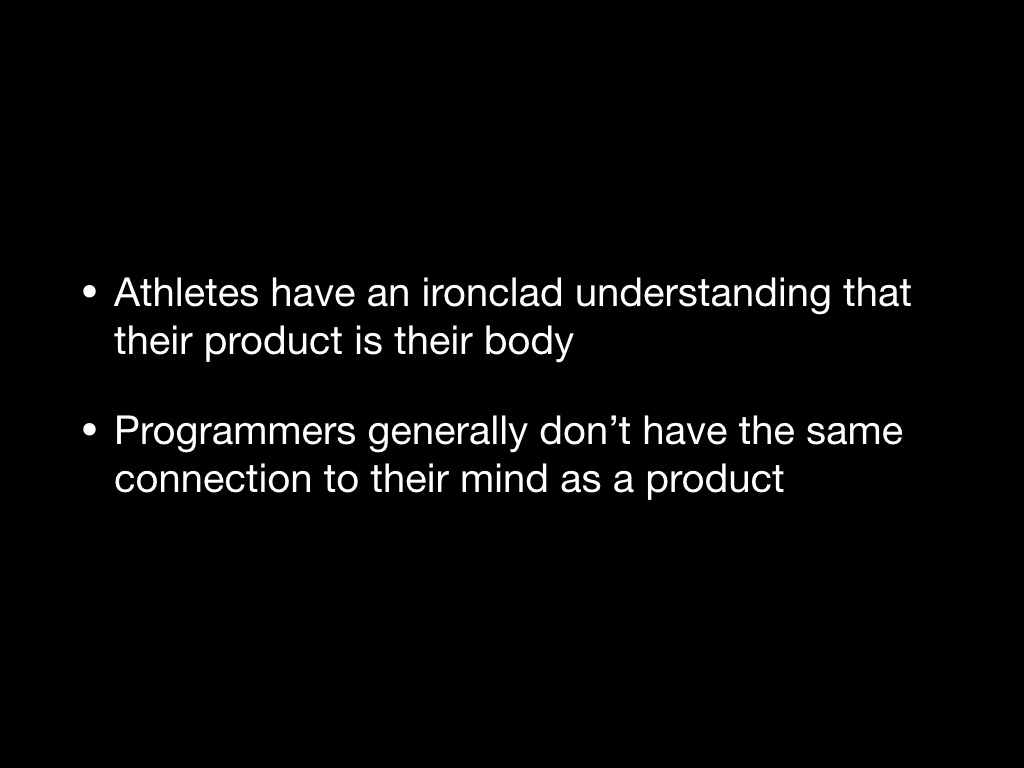 • Athletes have an ironclad understanding that
their product is their body
• Programmers generally don’t have the same
connection to their mind as a product